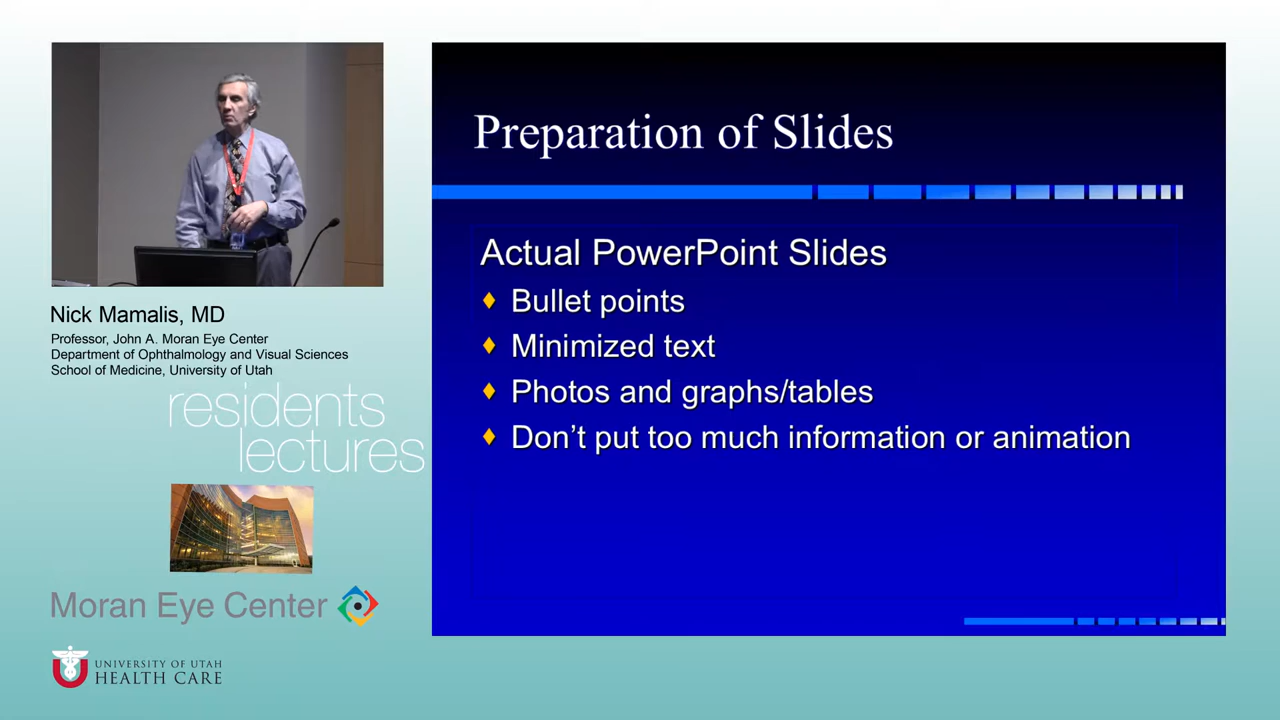 Preparation of Slides
Actual PowerPoint Slides
Bullet points
Minimized text
Photos and graphs/tables
Don't put too much information or animation
Nick Mamalis, MD
Professor, John A. Moran Eye Center
Department of Ophthalmology and Visual Sciences
School of Medicine, University of Utah
residents
lectures
Moran Eye Center
UNIVERSITY OF UTAH
HEALTH CARE